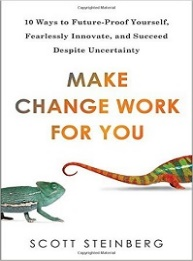 10 Ways to Future-Proof Yourself,
Fearlessly Innovate, and Succeed
Despite Uncertainty
MAKE
CHANGE WORK
FOR YOU
SCOTT STEINBERG